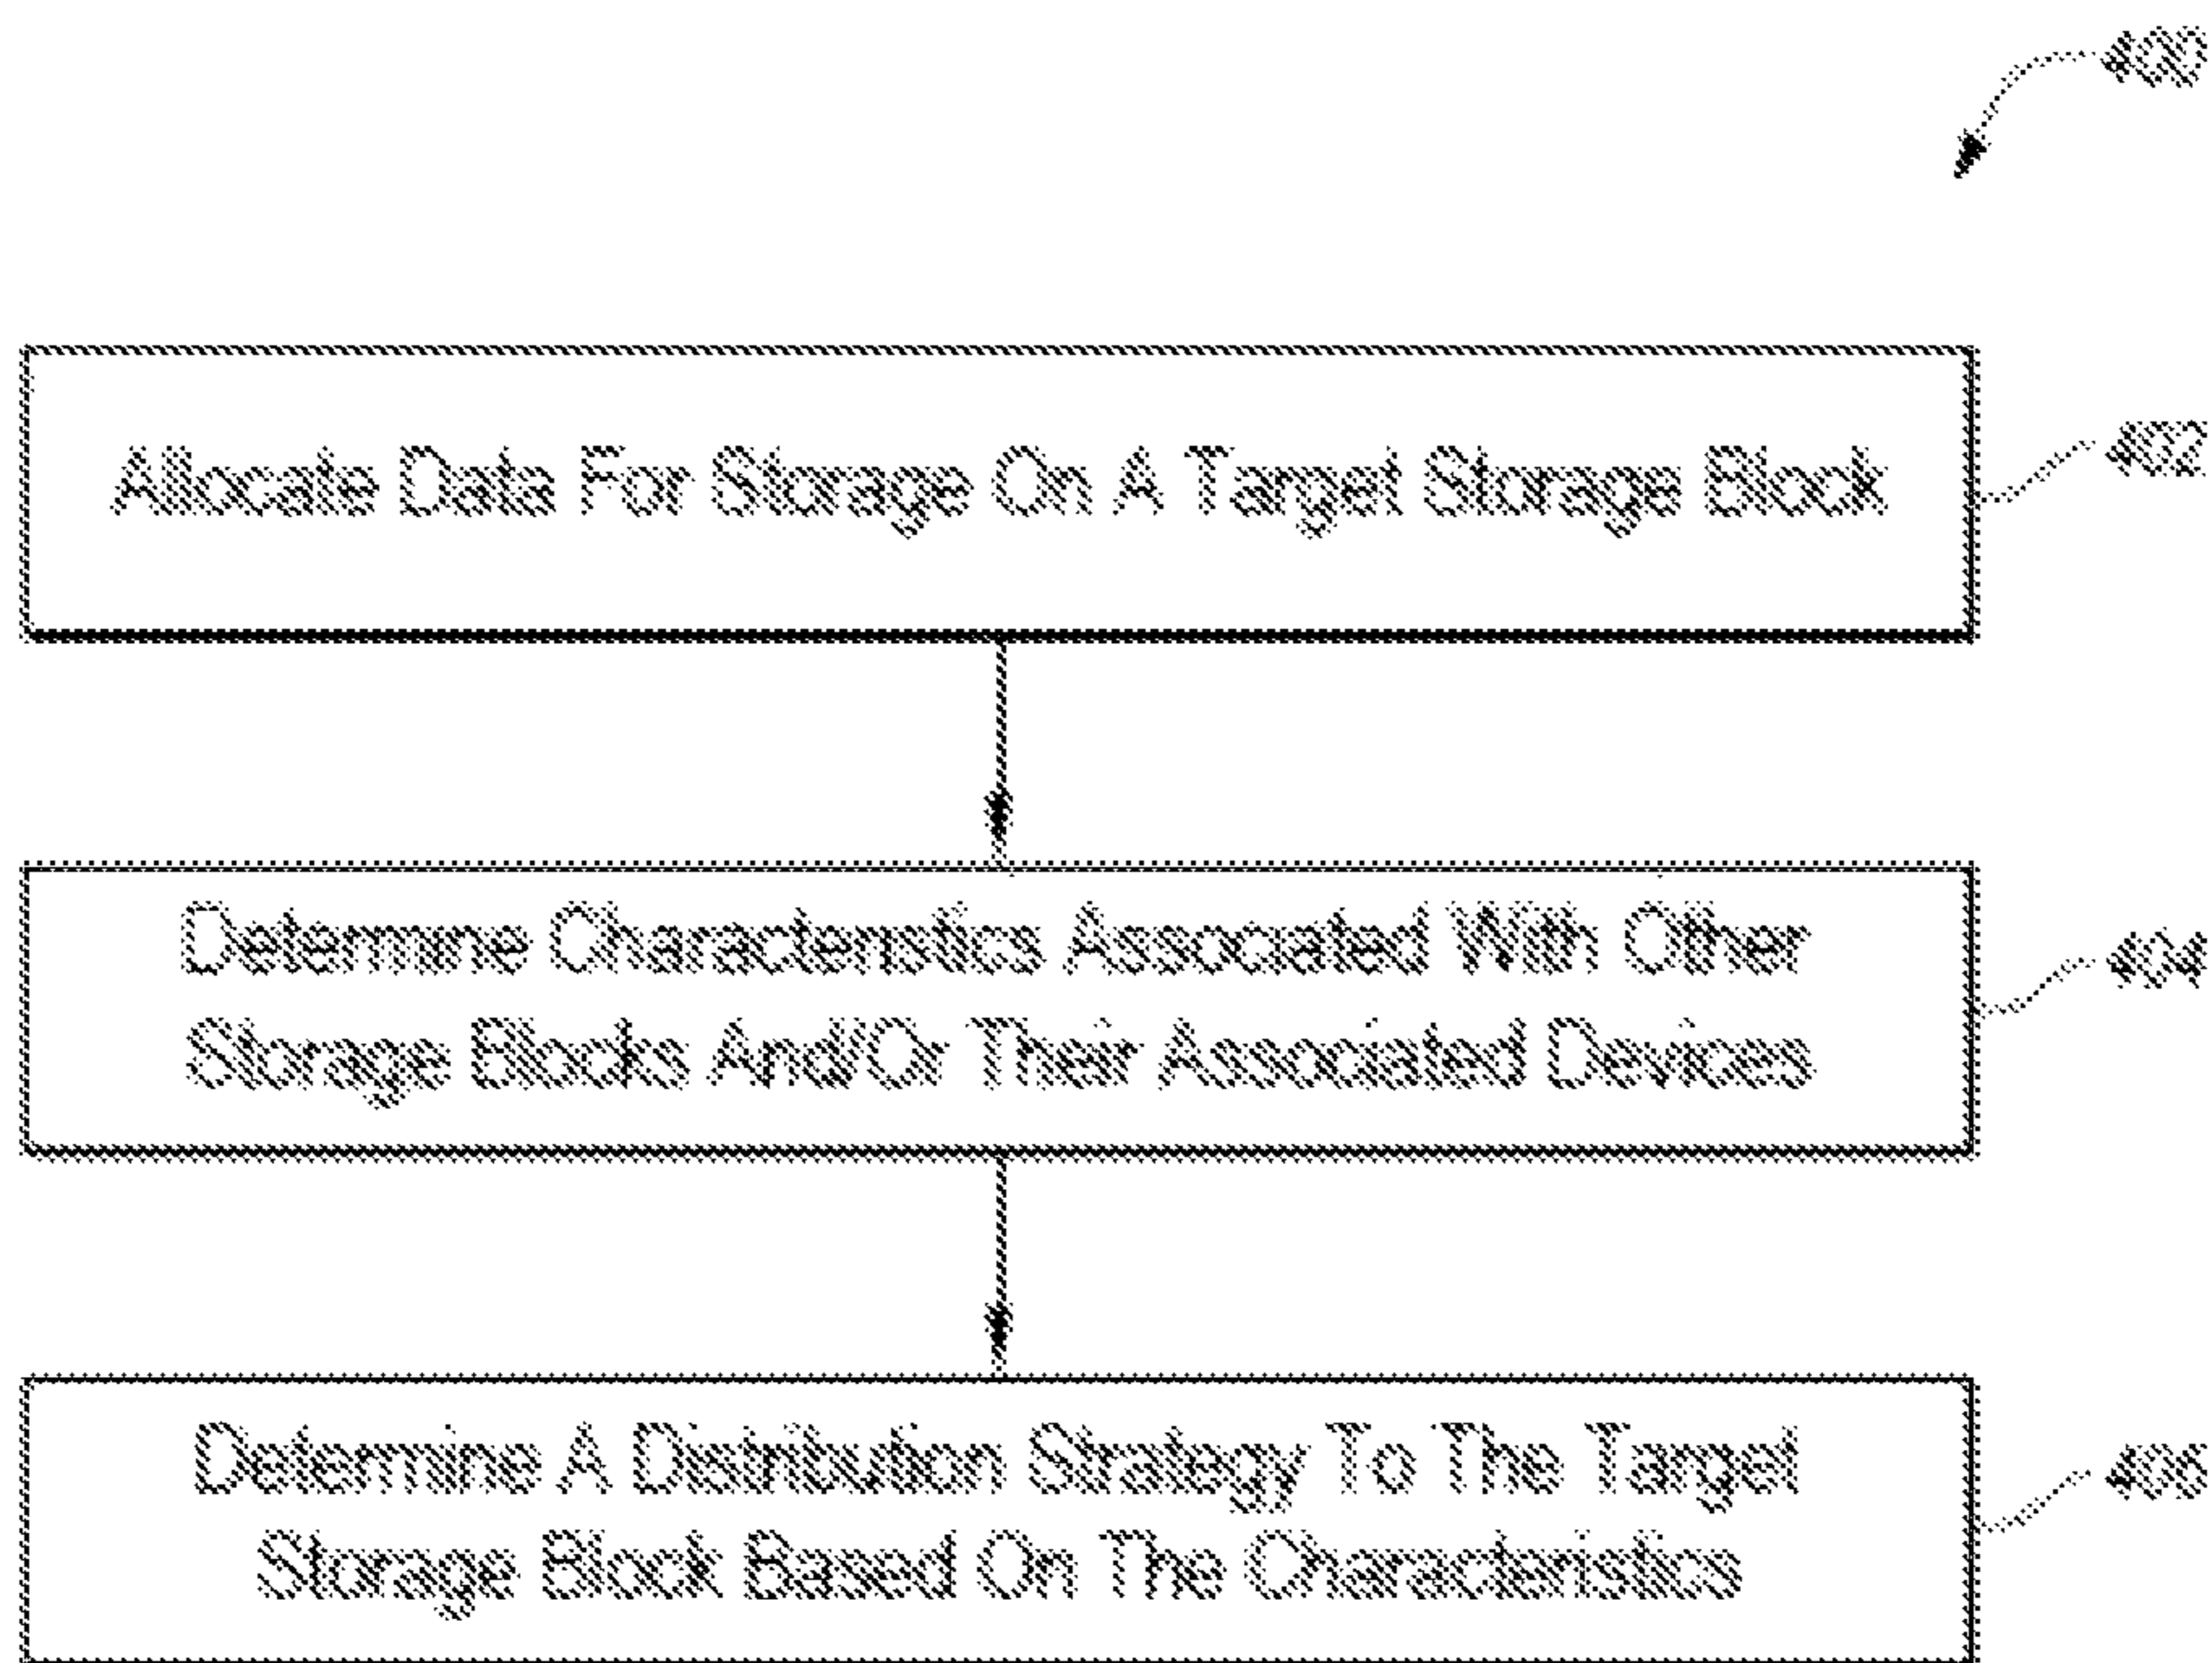 400
Allocate Data For Storage On A Target Storage Block
402
Determine Characteristics Associated With Other
Storage Blocks And/Or Their Associated Devices
404
Determine A Distribution Strategy To The Target
Storage Block Based On The Characteristics
406